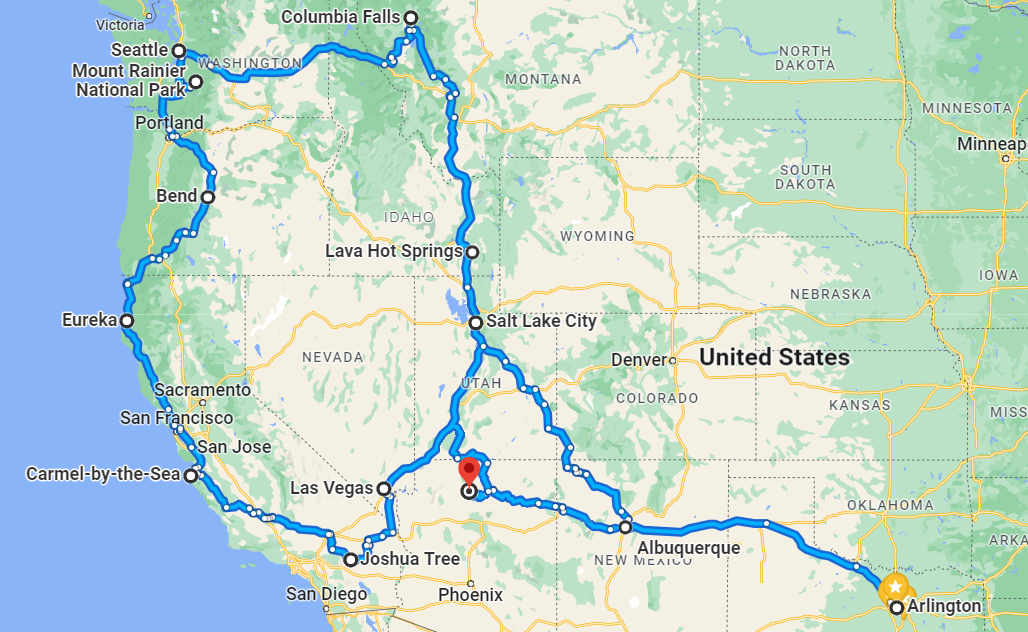 Victoria
Columbia Falls
Seattle
WASHINGTON
Mount Rainier
National Park
NORTH
DAKOTA
MONTANA
MINNESOTA
Portland
Minneap
SOUTH
DAKOTA
Bend
IDAHO
WYOMING
Lava Hot Springs
IOWA
NEBRASKA
Eureka
Salt Lake City
NEVADA
Denver
United States
UTAH
Sacramento
COLORADO
KANSAS
MISS
San Francisco
San Jose
Carmel-by-the-Sea
Las Vegas
OKLAHOMA
Albuquerque
ARKA
NEW MEXICO
Joshua Tree
San Diego
Phoenix
Arlington